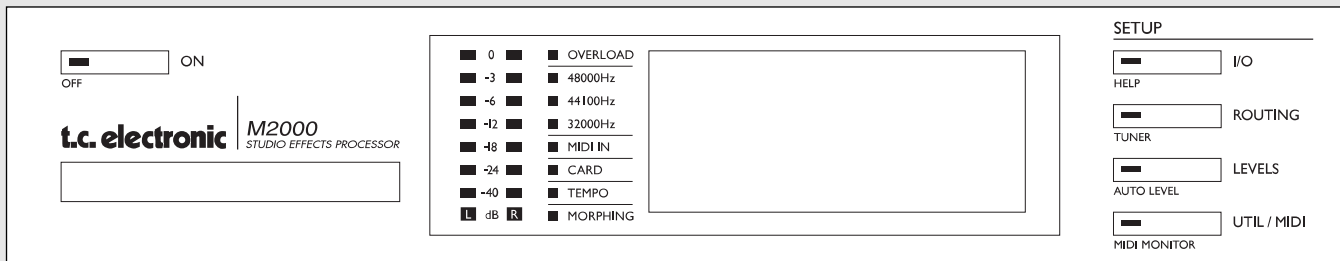 ON
OFF
t.c. electronic
M2000
STUDIO EFFECTS PROCESSOR
0 OVERLOAD
-3 48000Hz
-6 44100Hz
-12 32000Hz
-18 MIDI IN
-24 CARD
-40 TEMPO
L dB R MORPHING
SETUP
I/O
HELP
ROUTING
TUNER
LEVELS
AUTO LEVEL
UTIL / MIDI
MIDI MONITOR